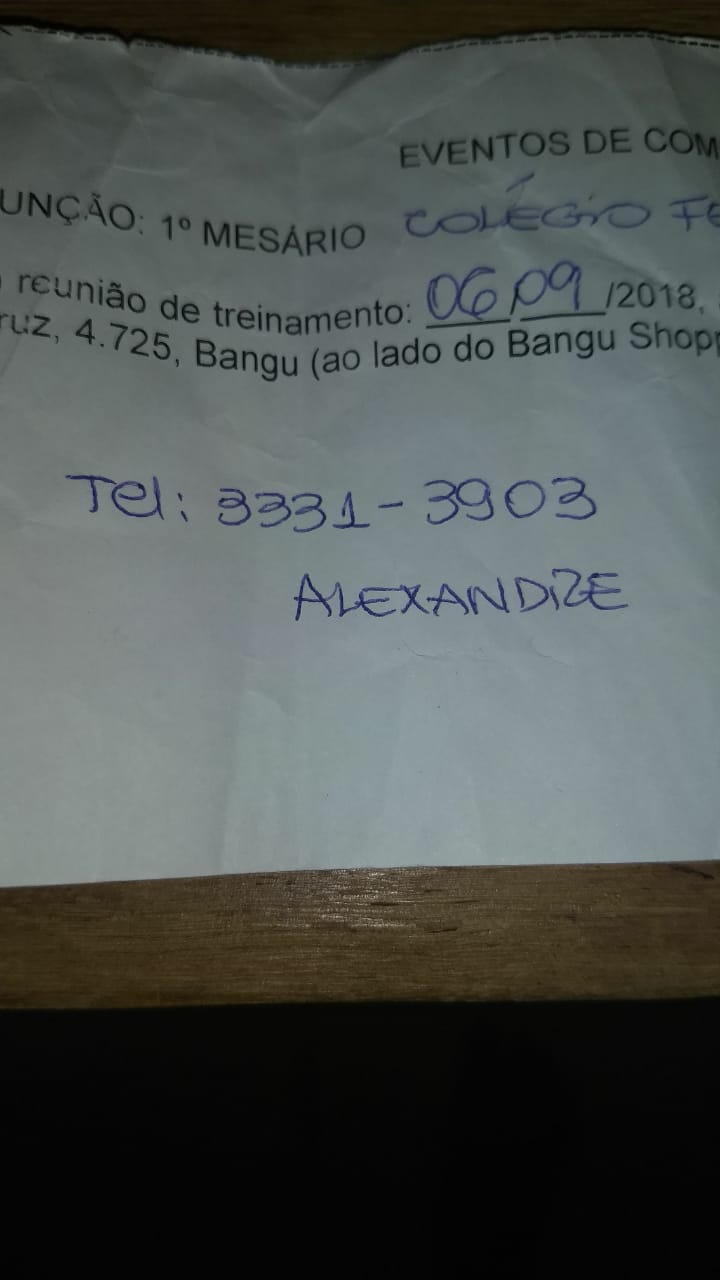 EVENTOS DE COM
UNÇÃO: 1º MESÁRIO COLÉGIO FE
reunião de treinamento: 06/09/2018,
ruz, 4.725, Bangu (ao lado do Bangu Shopp
Tel: 3331-3903
ALEXANDRE